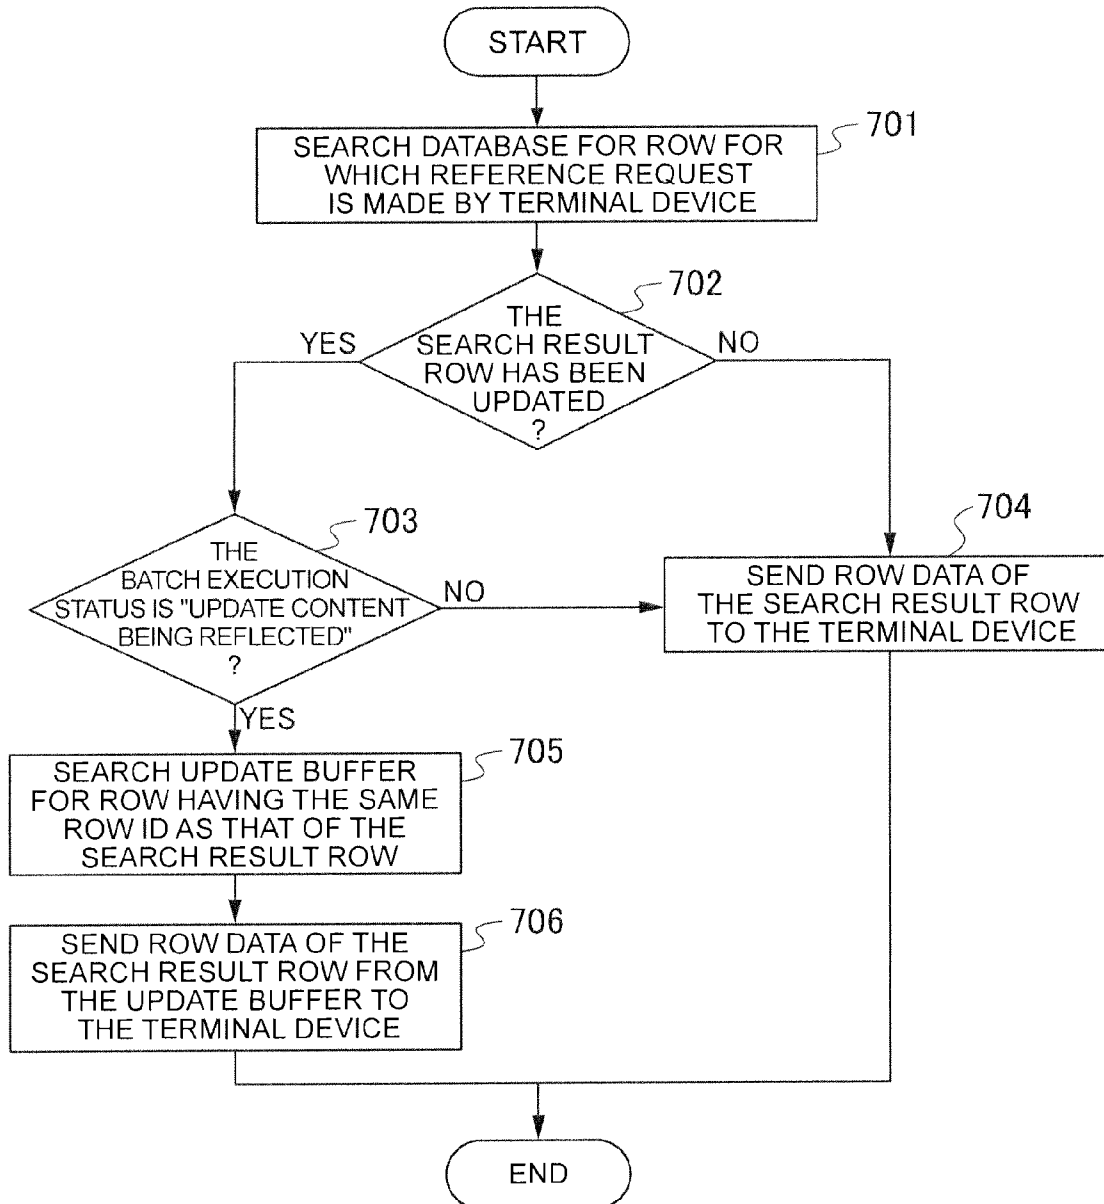 START
701
SEARCH DATABASE FOR ROW FOR
WHICH REFERENCE REQUEST
IS MADE BY TERMINAL DEVICE
702
THE
SEARCH RESULT
ROW HAS BEEN
UPDATED
?
YES
NO
703
THE
BATCH EXECUTION
STATUS IS "UPDATE CONTENT
BEING REFLECTED"
?
NO
YES
704
SEND ROW DATA OF
THE SEARCH RESULT ROW
TO THE TERMINAL DEVICE
705
SEARCH UPDATE BUFFER
FOR ROW HAVING THE SAME
ROW ID AS THAT OF THE
SEARCH RESULT ROW
706
SEND ROW DATA OF THE
SEARCH RESULT ROW FROM
THE UPDATE BUFFER TO
THE TERMINAL DEVICE
END